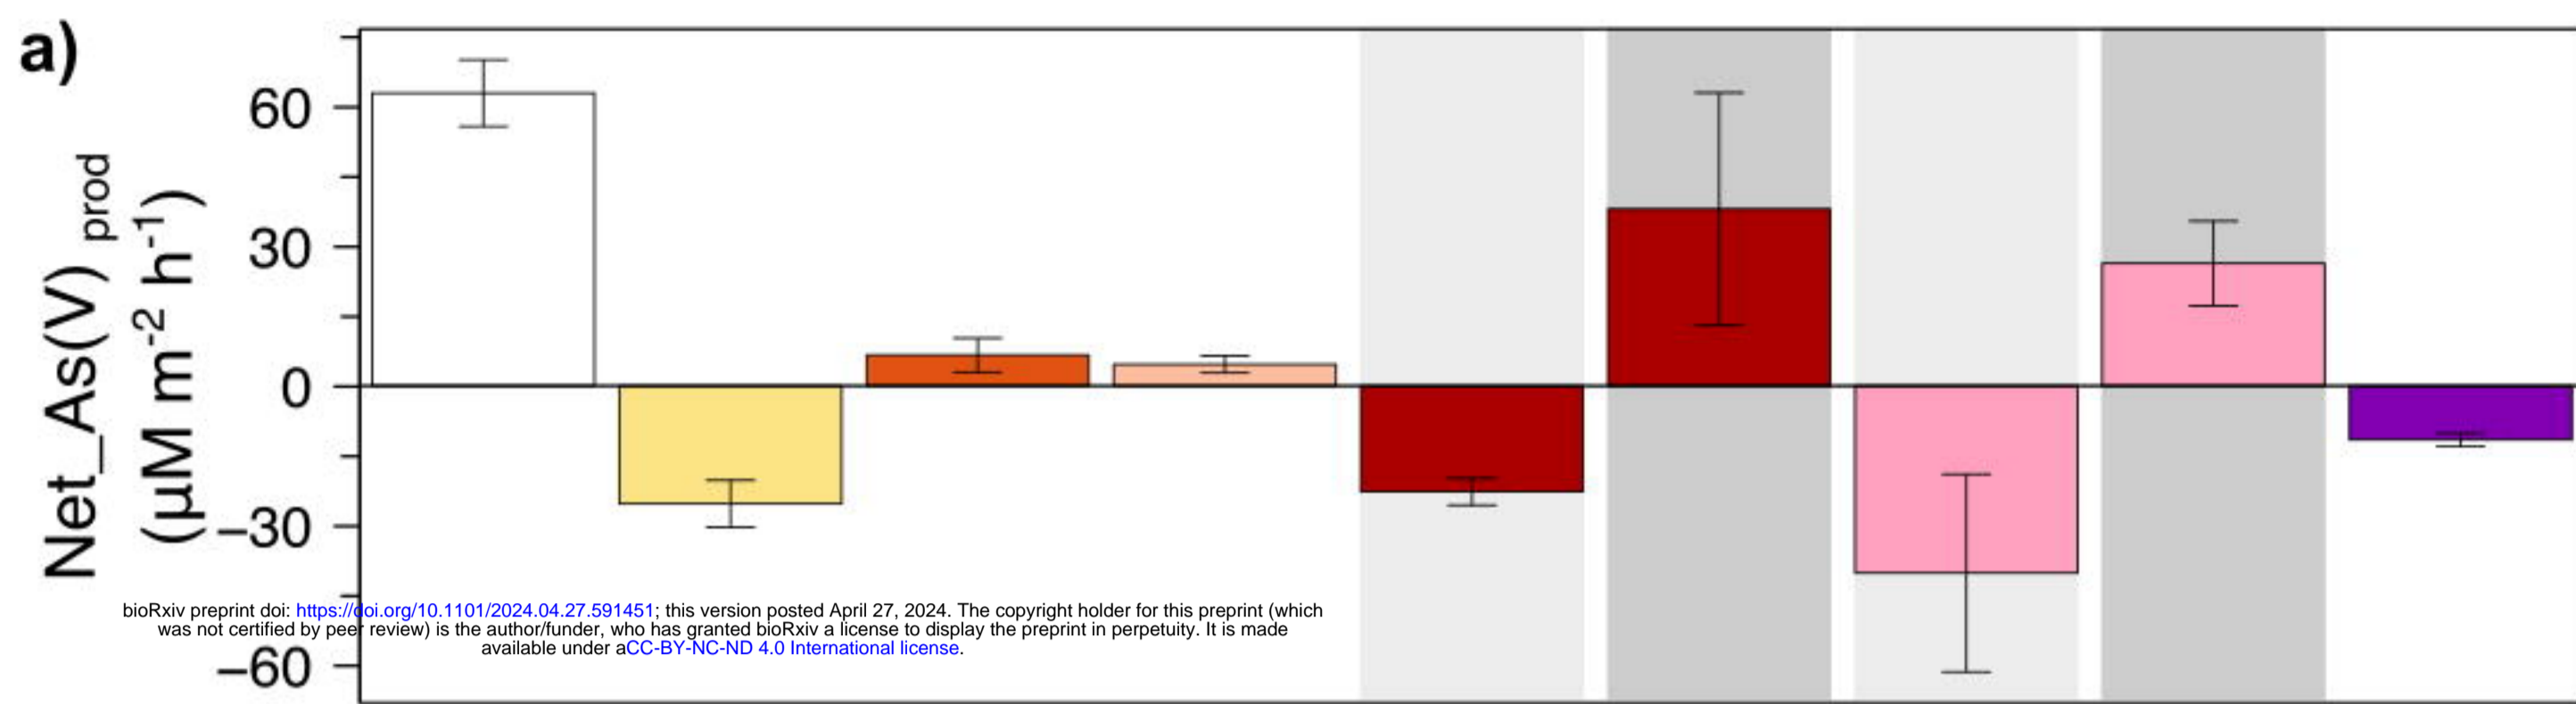 a)
60
30
0
–30
–60
Net_As(V) prod
(µM m-2 h-1)
bioRxiv preprint doi: https://doi.org/10.1101/2024.04.27.591451; this version posted April 27, 2024. The copyright holder for this preprint (which
was not certified by peer review) is the author/funder, who has granted bioRxiv a license to display the preprint in perpetuity. It is made
available under aCC-BY-NC-ND 4.0 International license.